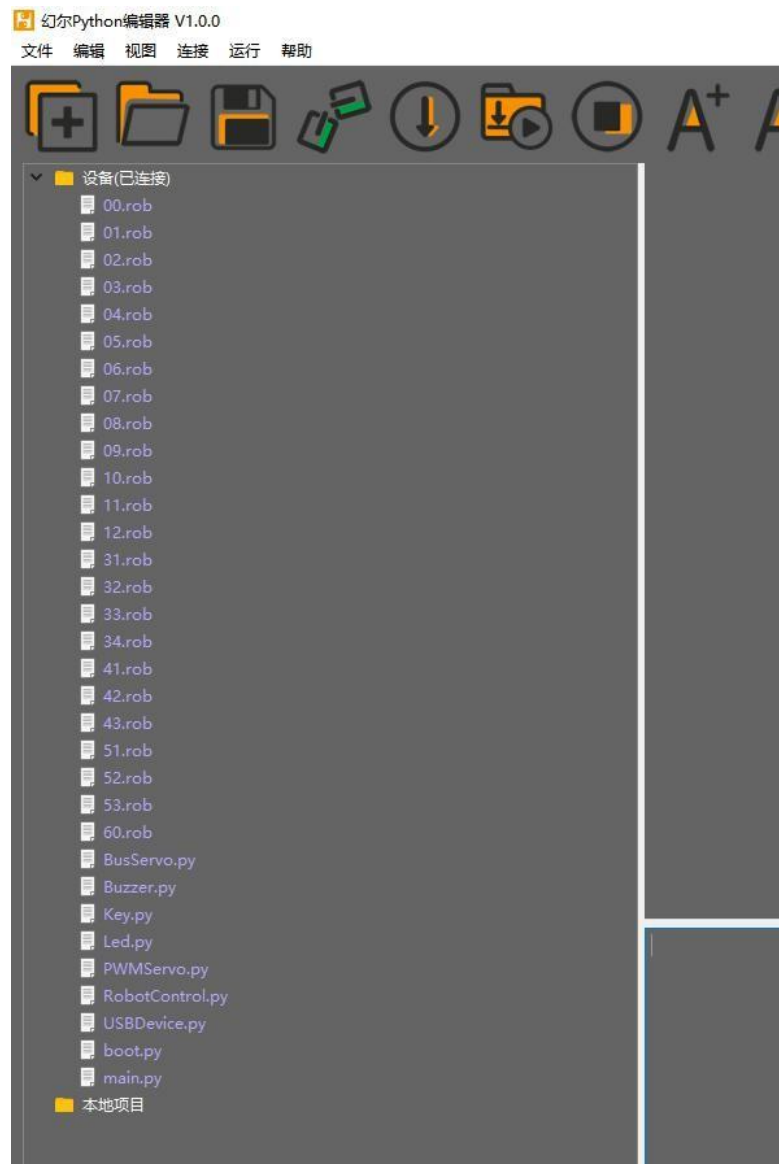 幻尔Python编辑器 V1.0.0
文件 编辑 视图 连接 运行 帮助
A+ A
设备(已连接)
00.rob
01.rob
02.rob
03.rob
04.rob
05.rob
06.rob
07.rob
08.rob
09.rob
10.rob
11.rob
12.rob
31.rob
32.rob
33.rob
34.rob
41.rob
42.rob
43.rob
51.rob
52.rob
53.rob
60.rob
BusServo.py
Buzzer.py
Key.py
Led.py
PWMServo.py
RobotControl.py
USBDevice.py
boot.py
main.py
本地项目